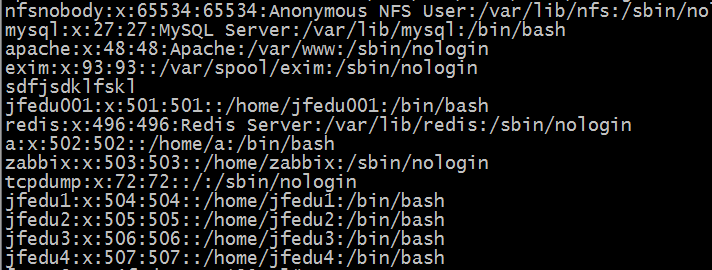 nfsnobody:x:65534:65534:Anonymous NFS User:/var/lib/nfs:/sbin/nol
mysql:x:27:27:MySQL Server:/var/lib/mysql:/bin/bash
apache:x:48:48:Apache:/var/www:/sbin/nologin
exim:x:93:93::/var/spool/exim:/sbin/nologin
sdfjsdklfskl
jfedu001:x:501:501::/home/jfedu001:/bin/bash
redis:x:496:496:Redis Server:/var/lib/redis:/sbin/nologin
a:x:502:502::/home/a:/bin/bash
zabbix:x:503:503::/home/zabbix:/sbin/nologin
tcpdump:x:72:72::/:/sbin/nologin
jfedu1:x:504:504::/home/jfedu1:/bin/bash
jfedu2:x:505:505::/home/jfedu2:/bin/bash
jfedu3:x:506:506::/home/jfedu3:/bin/bash
jfedu4:x:507:507::/home/jfedu4:/bin/bash